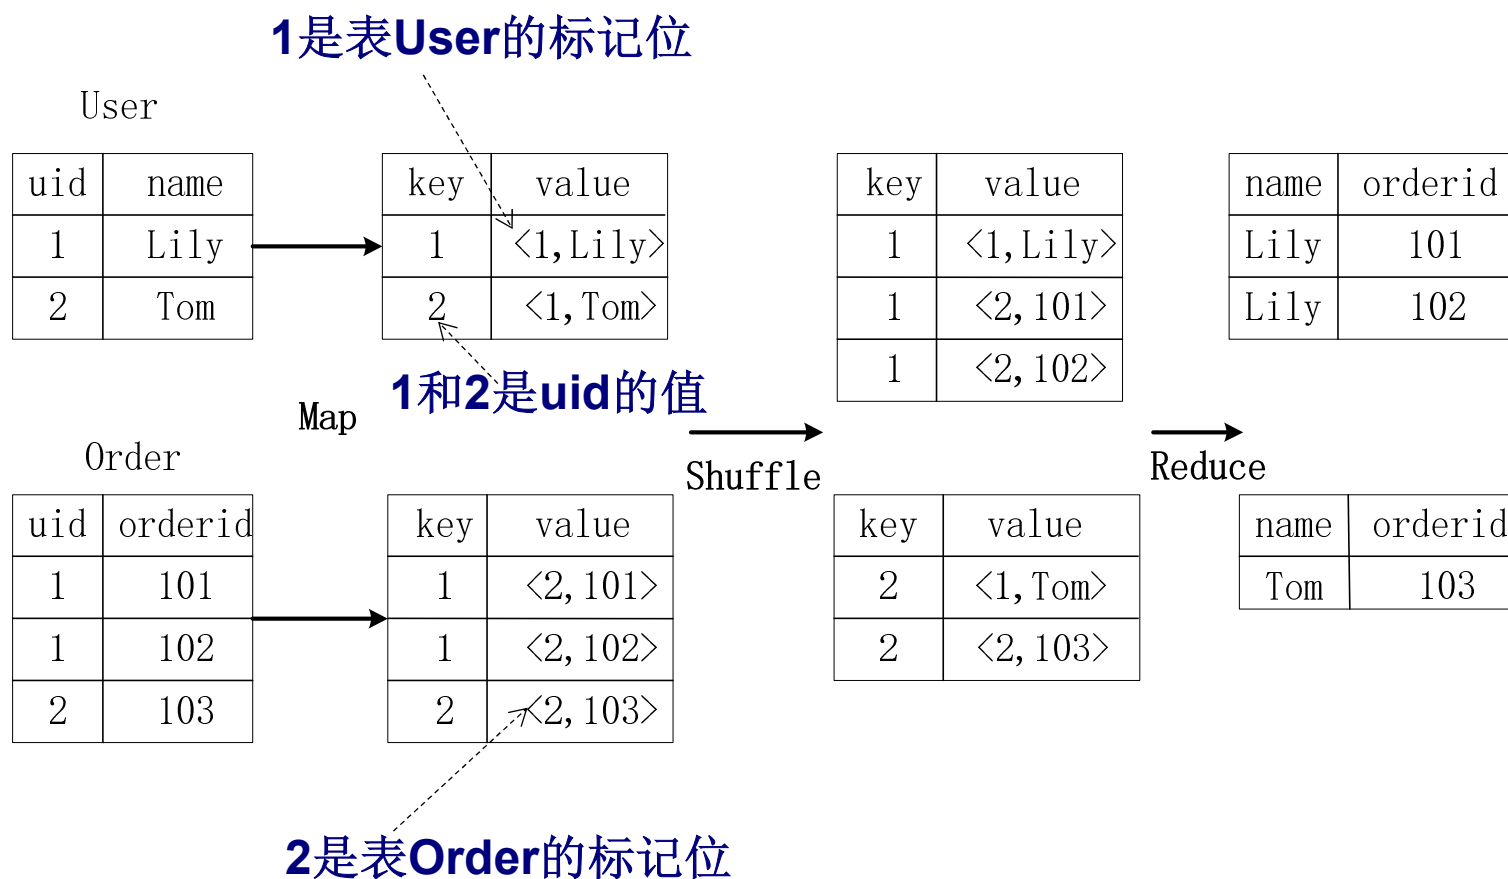 1是表User的标记位
User
uid name
1 Lily
2 Tom
key value
1 <1,Lily>
2 <1,Tom>
1和2是uid的值
Map
Order
uid orderid
1 101
1 102
2 103
key value
1 <2,101>
1 <2,102>
2 <2,103>
2是表Order的标记位
Shuffle
key value
1 <1,Lily>
1 <2,101>
1 <2,102>
key value
2 <1,Tom>
2 <2,103>
Reduce
name orderid
Lily 101
Lily 102
name orderid
Tom 103